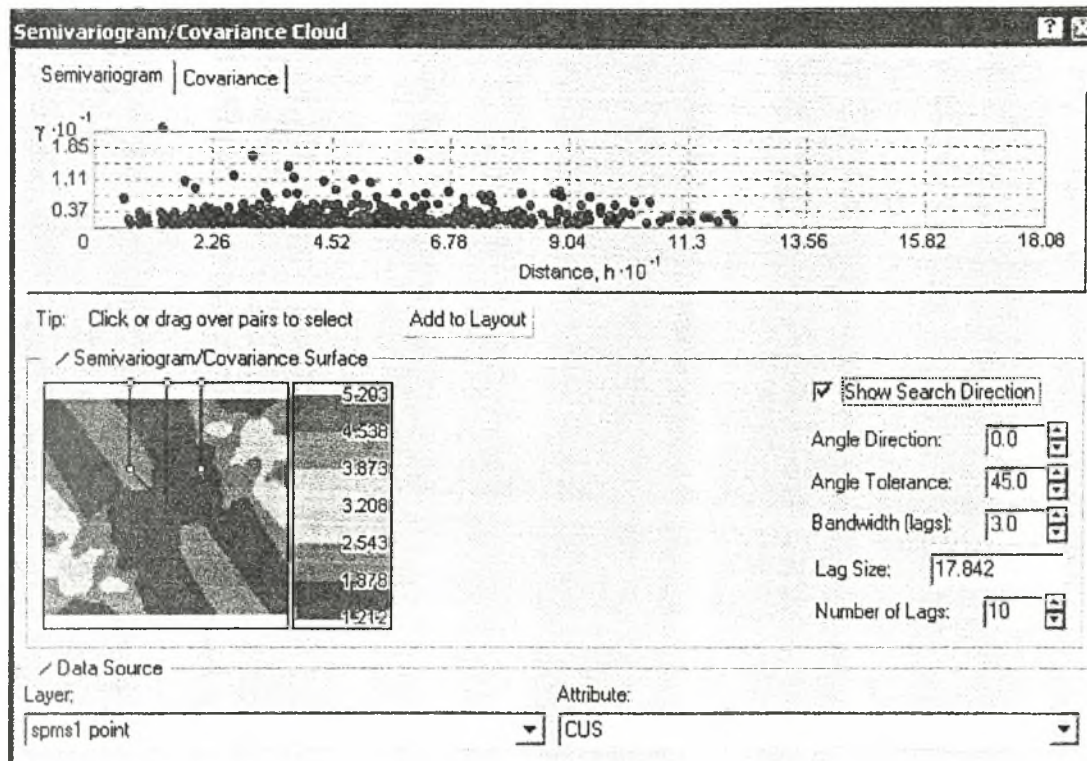 Semivariogram/Covariance Cloud ?
Semivariogram Covariance
γ ·10⁻¹
1.85
1.11
0.37
0 2.26 4.52 6.78 9.04 11.3 13.56 15.82 18.08
Distance, h ·10⁻¹
Tip: Click or drag over pairs to select Add to Layout
Semivariogram/Covariance Surface
5.203
4.538
3.873
3.208
2.543
1.878
1.212
Show Search Direction
Angle Direction: 0.0
Angle Tolerance: 45.0
Bandwidth (lags): 3.0
Lag Size: 17.842
Number of Lags: 10
Data Source
Layer: Attribute:
spms1 point CUS